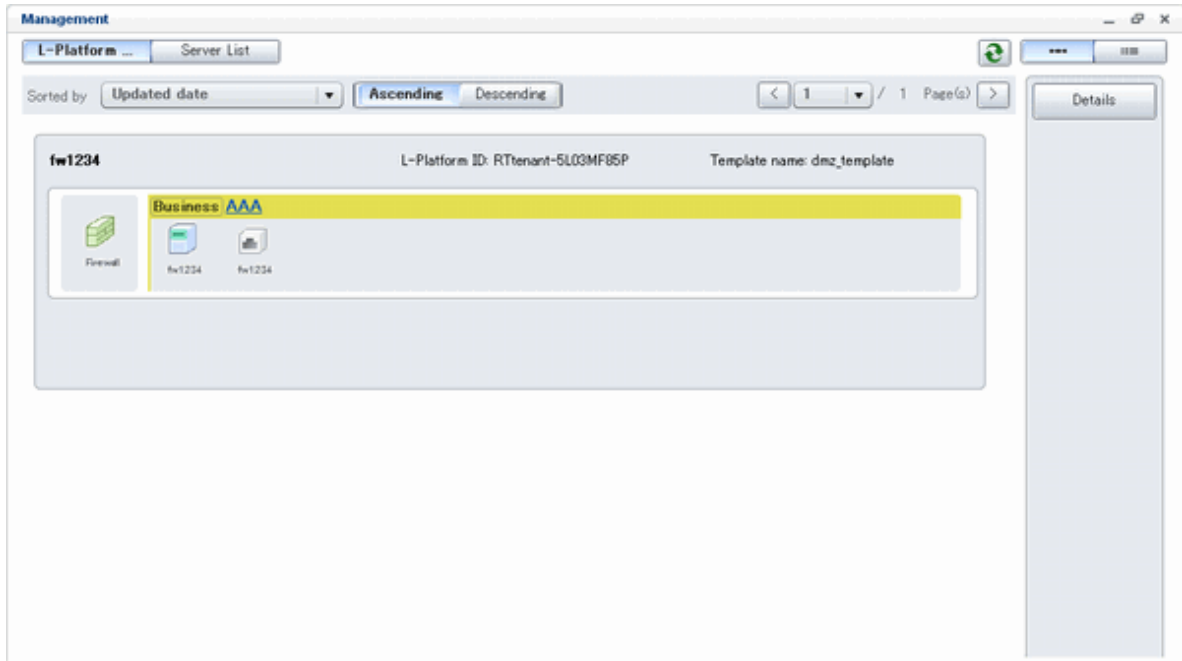 Management
L-Platform ... Server List
Sorted by Updated date Ascending Descending < 1 / 1 Page(s) > Details
fw1234 L-Platform ID: RTtenant-5L03MF85P Template name: dmz_template
Business AAA
Firewall fw1234 fw1234